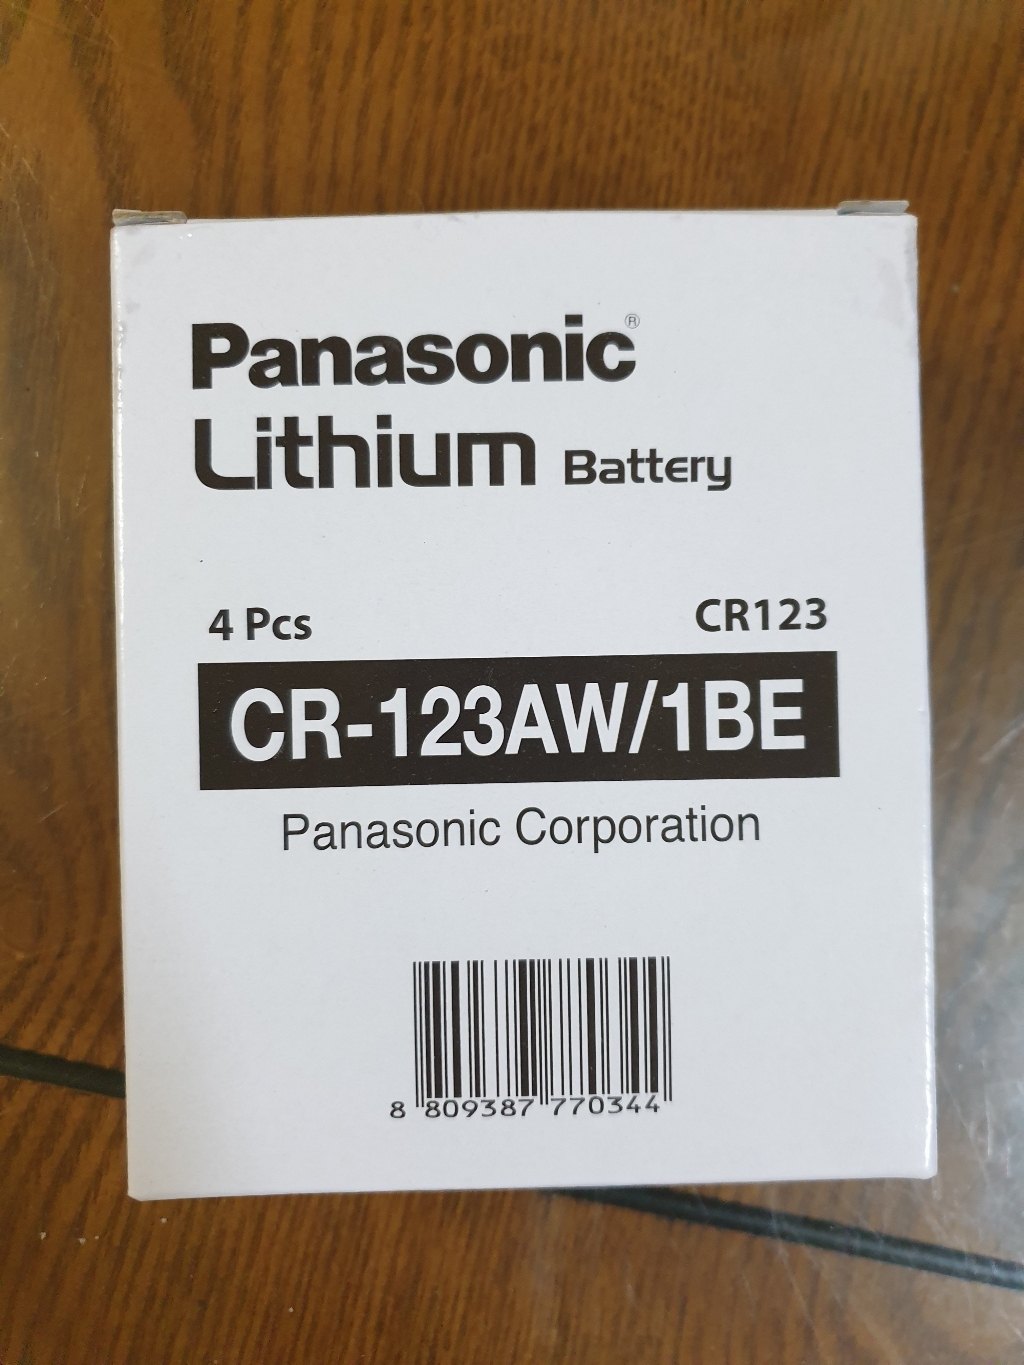 Panasonic®
Lithium Battery
4 Pcs CR123
CR-123AW/1BE
Panasonic Corporation
8 809387 770344